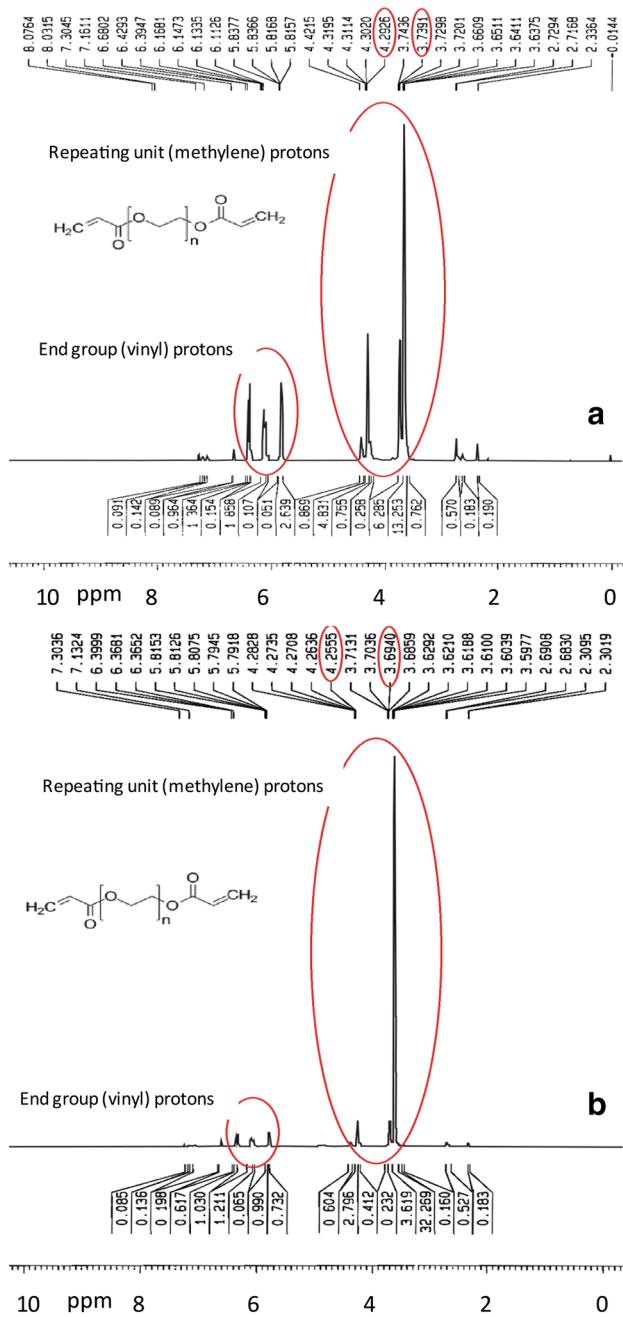 8.0764 8.0315 7.3045 7.1611 6.6802 6.4293 6.3947 6.1681 6.1473 6.1335 6.1126 5.8377 5.8366 5.8168 5.8157 4.4215 4.3195 4.3114 4.3020 4.2926 3.7436 3.7391 3.7298 3.7201 3.6609 3.6511 3.6411 3.6375 2.7294 2.7168 2.3364 -0.0144
Repeating unit (methylene) protons
H₂C O O O O CH₂ n
End group (vinyl) protons
a
0.091 0.142 0.089 0.964 1.364 0.154 1.858 0.107 0.051 2.639 0.869 4.831 0.755 0.258 6.285 13.253 0.762 0.570 0.183 0.190
10 ppm 8 6 4 2 0
7.3036 7.1324 6.3999 6.3681 6.3652 5.8153 5.8126 5.8075 5.7945 5.7918 4.2828 4.2735 4.2708 4.2636 4.2555 3.7131 3.7036 3.6940 3.6859 3.6292 3.6210 3.6188 3.6100 3.6039 3.5977 2.6908 2.6830 2.3095 2.3019
Repeating unit (methylene) protons
H₂C O O O O CH₂ n
End group (vinyl) protons
b
0.085 0.136 0.198 0.617 1.030 1.211 0.065 0.990 0.732 0.604 2.796 0.412 0.232 3.619 32.269 0.160 0.527 0.183
10 ppm 8 6 4 2 0